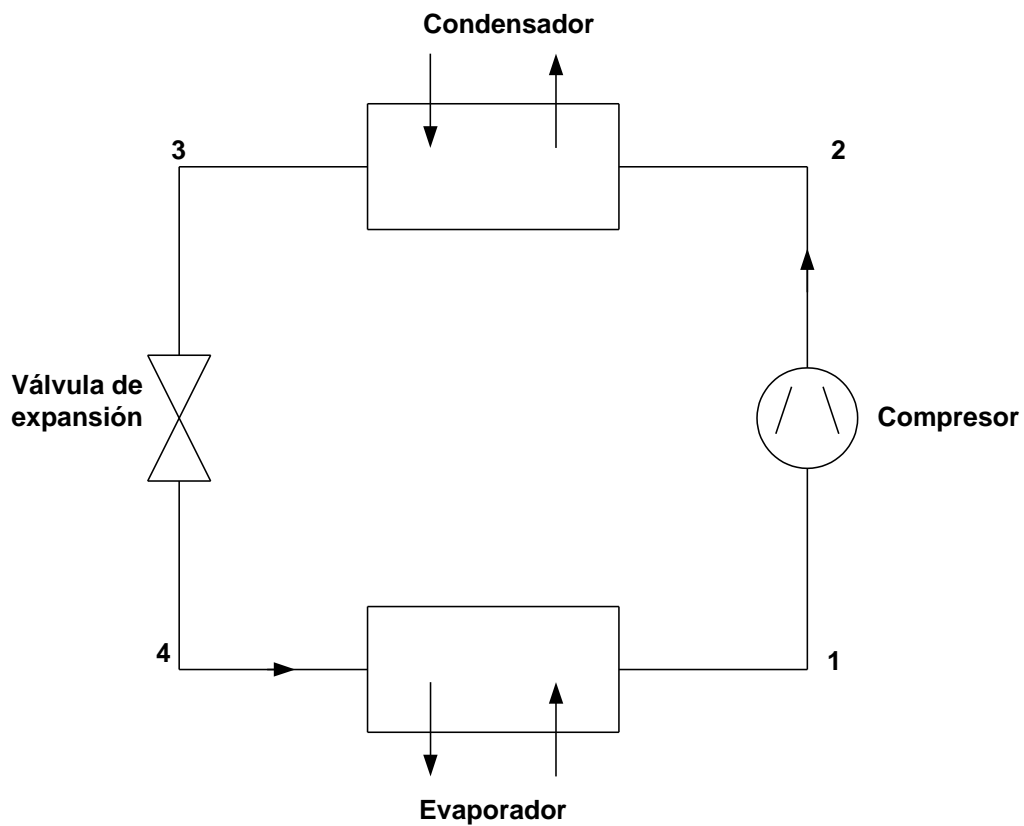 Condensador
3
2
Válvula de
expansión
Compresor
4
1
Evaporador